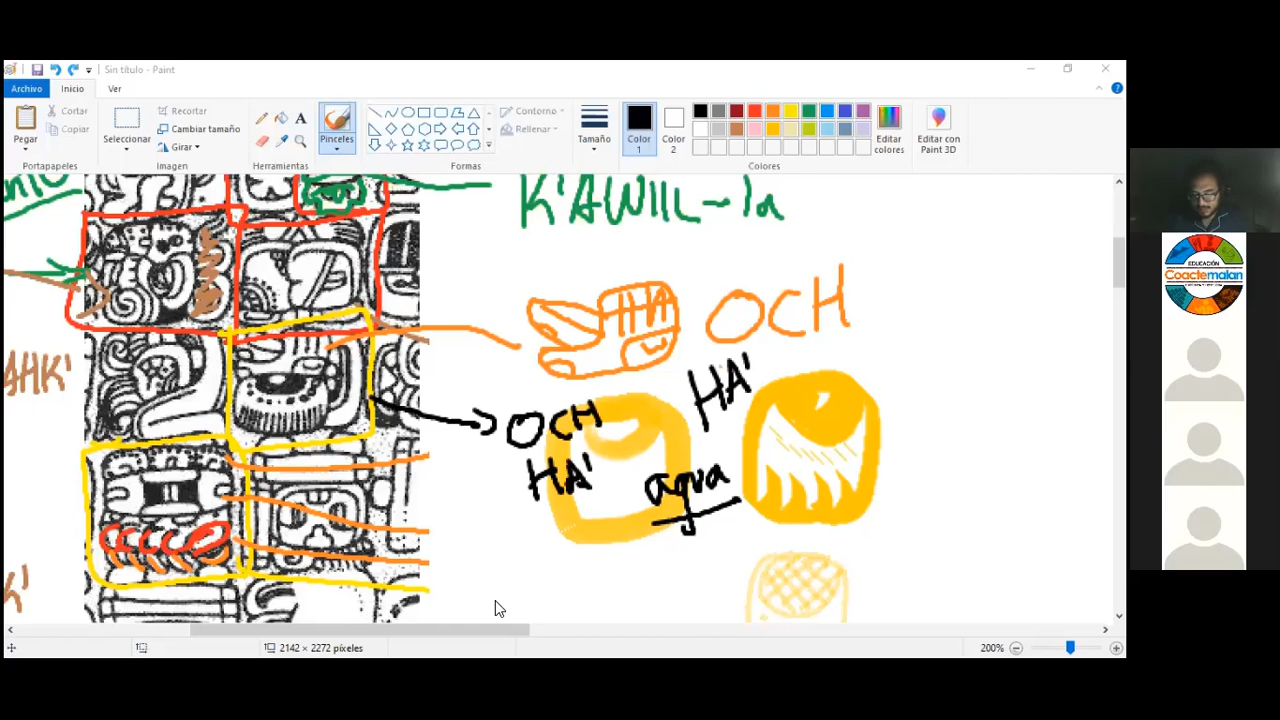 Sin título - Paint
Archivo Inicio Ver
Pegar
Cortar
Copiar
Portapapeles
Seleccionar
Recortar
Cambiar tamaño
Girar
Imagen
A
Herramientas
Pinceles
Contorno
Rellenar
Formas
Tamaño
Color 1
Color 2
Editar colores
Editar con Paint 3D
Colores
K'AWIIL-la
OCH
HA'
OCH
HA'
agua
AHK'
K'
EDUCACIÓN
Coactemalan
2142 × 2272 píxeles
200%